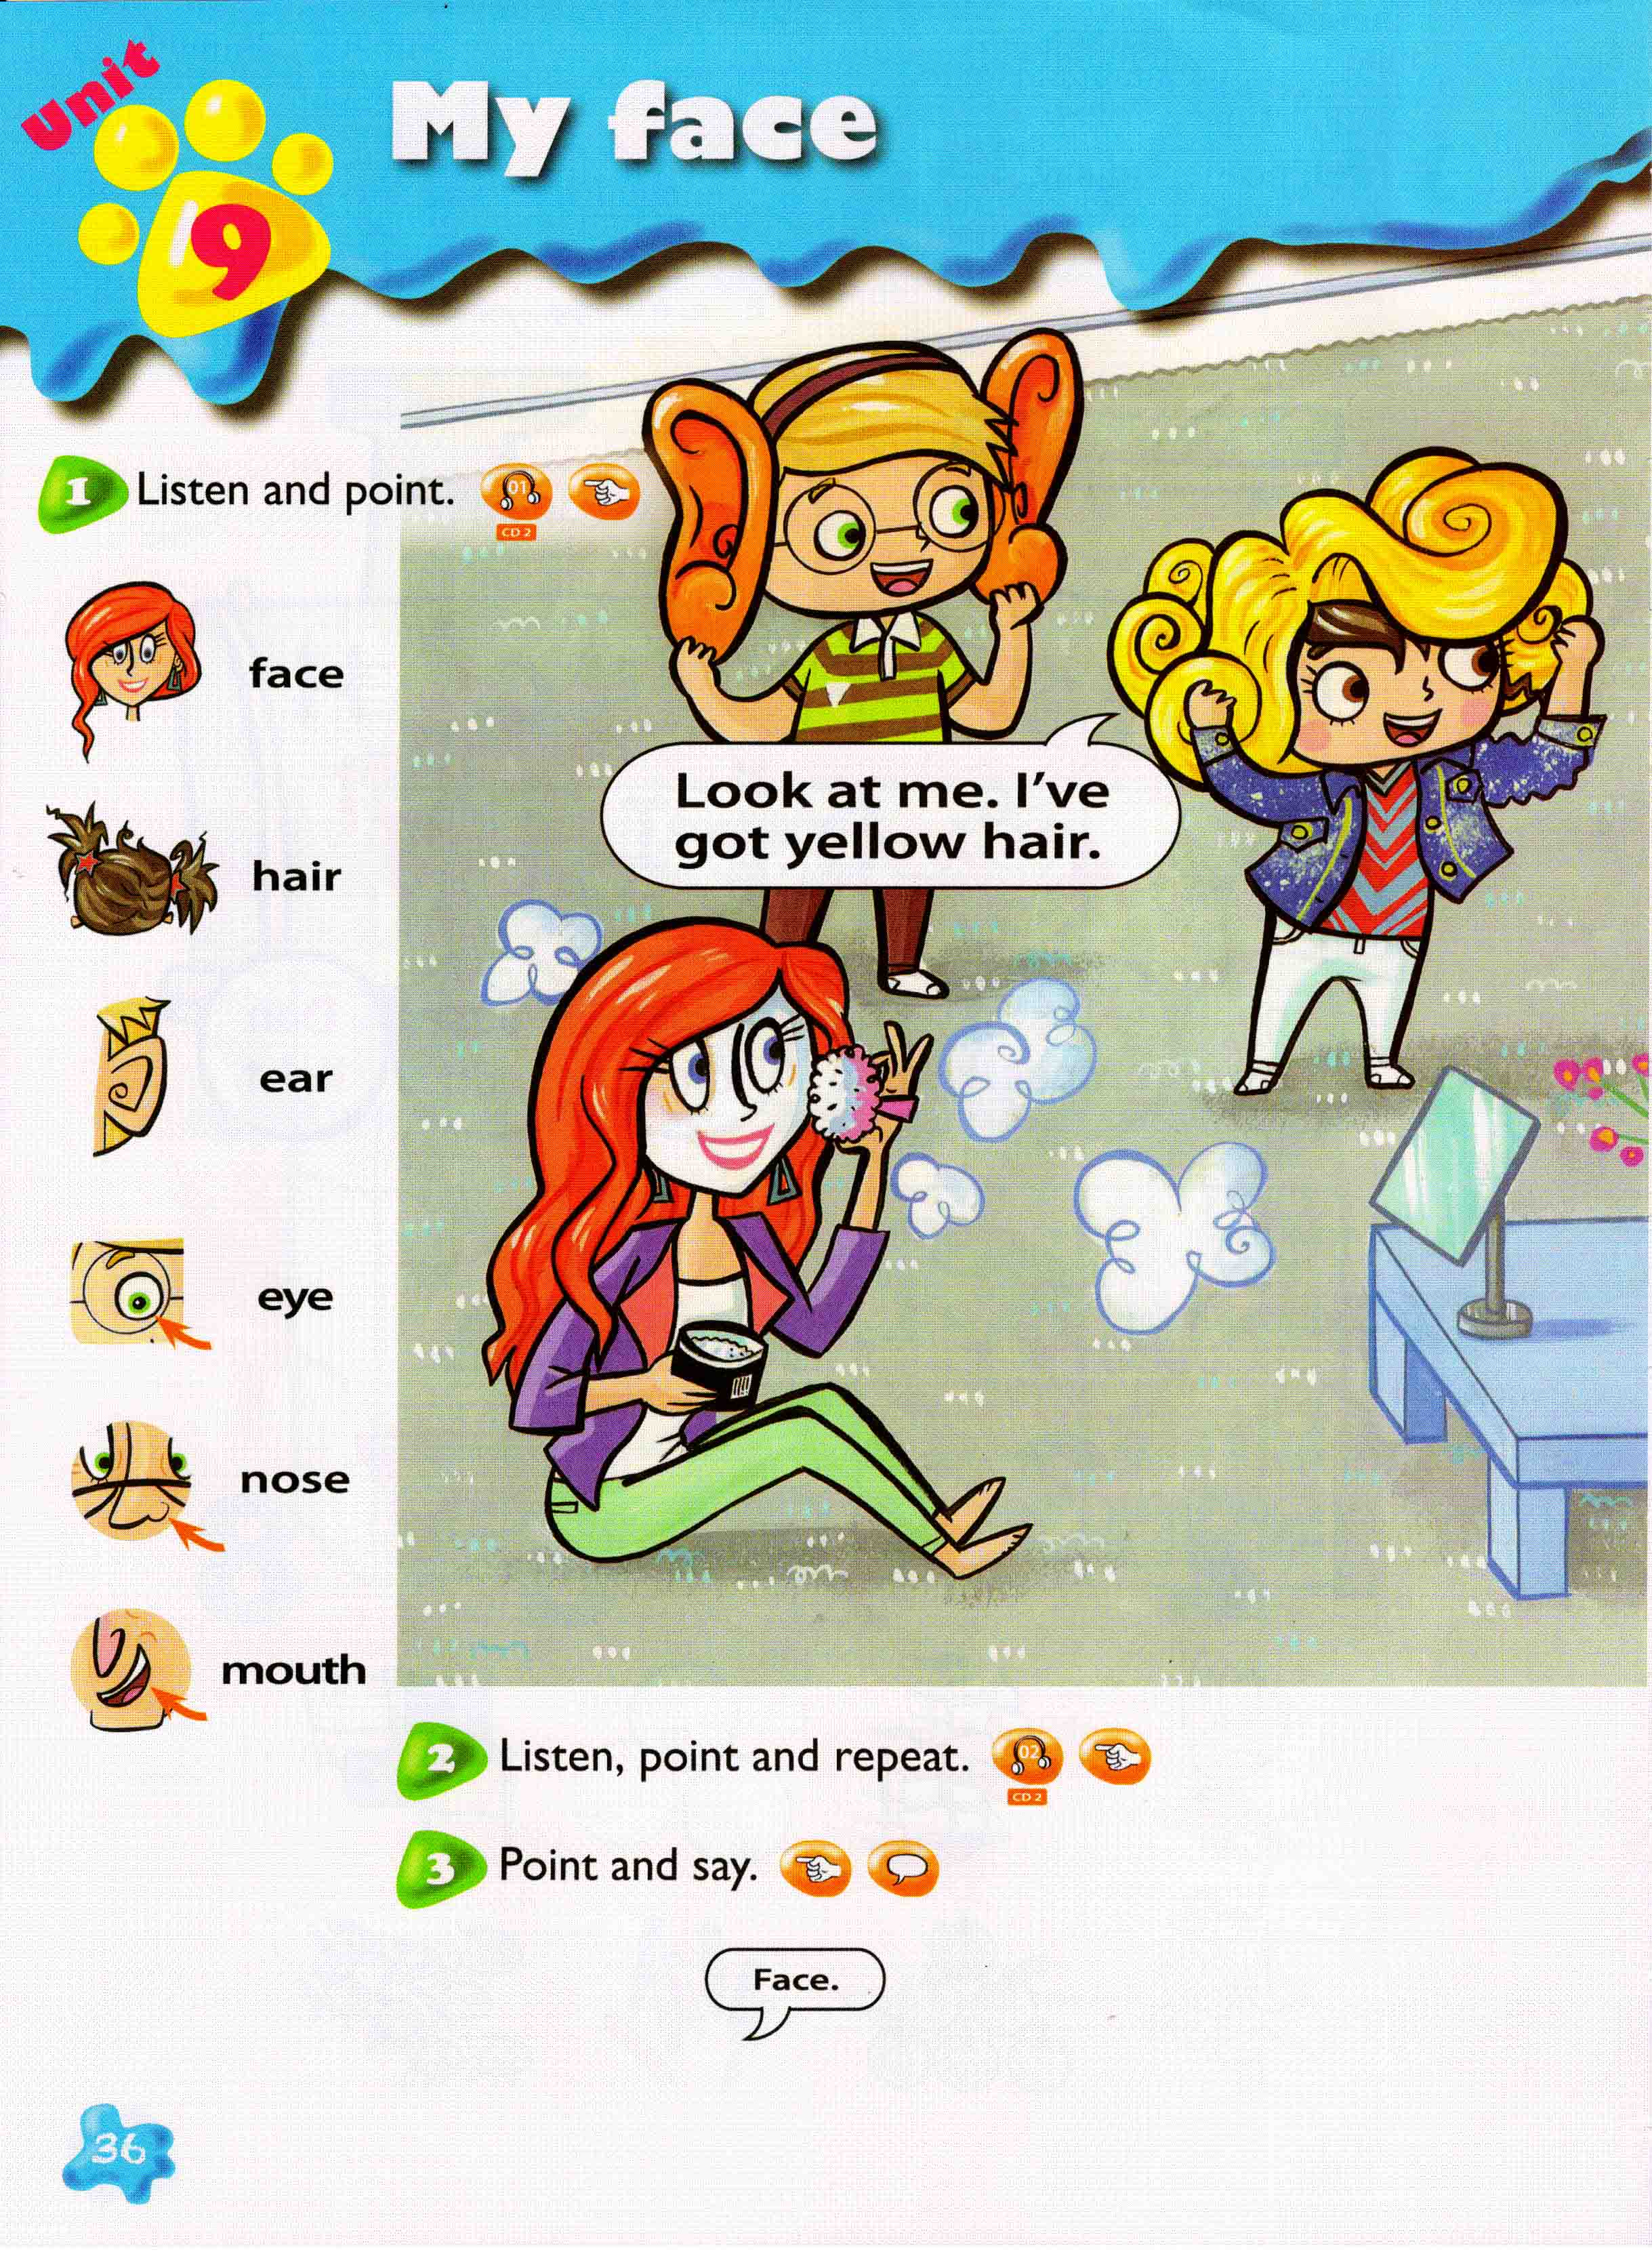 Unit
9
My face
1 Listen and point.
01
CD 2
face
hair
ear
eye
nose
mouth
Look at me. I've
got yellow hair.
2 Listen, point and repeat.
02
CD 2
3 Point and say.
Face.
36